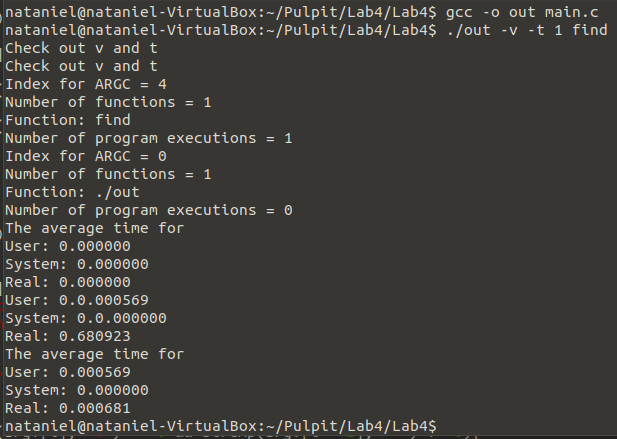 nataniel@nataniel-VirtualBox:~/Pulpit/Lab4/Lab4$ gcc -o out main.c
nataniel@nataniel-VirtualBox:~/Pulpit/Lab4/Lab4$ ./out -v -t 1 find
Check out v and t
Check out v and t
Index for ARGC = 4
Number of functions = 1
Function: find
Number of program executions = 1
Index for ARGC = 0
Number of functions = 1
Function: ./out
Number of program executions = 0
The average time for
User: 0.000000
System: 0.000000
Real: 0.000000
User: 0.0.000569
System: 0.0.000000
Real: 0.680923
The average time for
User: 0.000569
System: 0.000000
Real: 0.000681
nataniel@nataniel-VirtualBox:~/Pulpit/Lab4/Lab4$